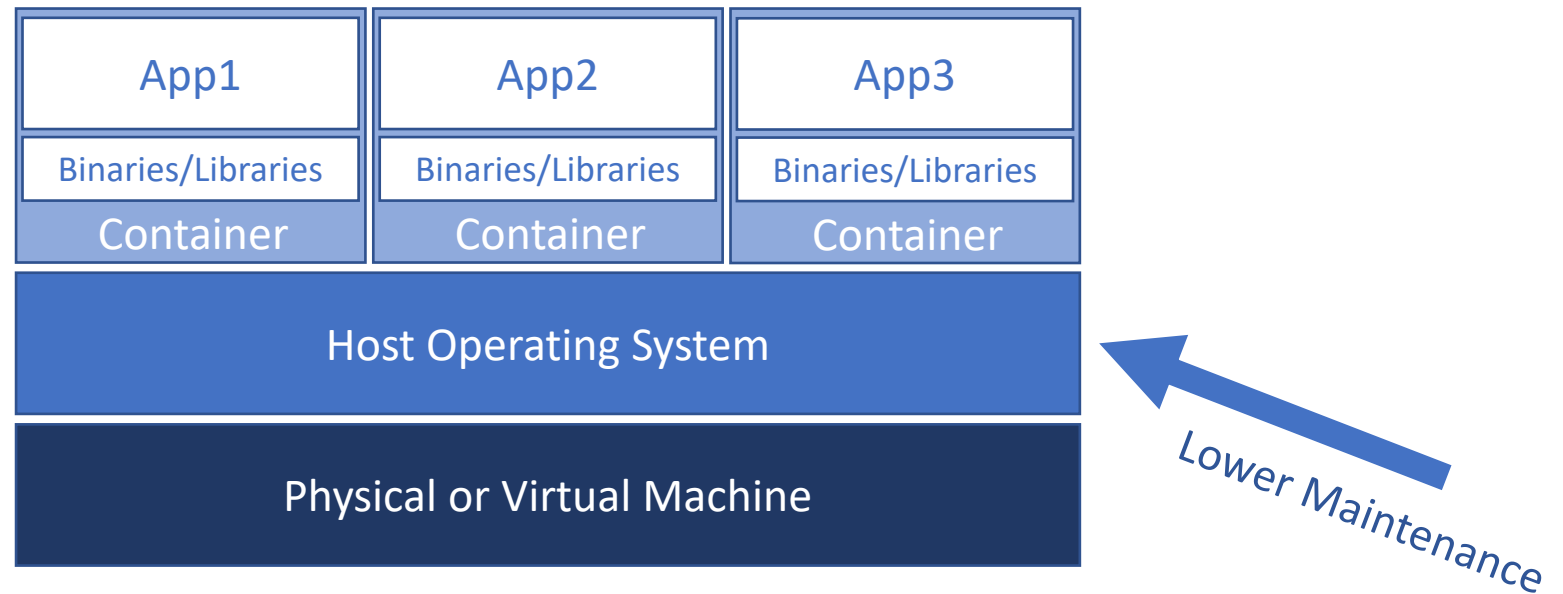 App1
App2
App3
Binaries/Libraries
Binaries/Libraries
Binaries/Libraries
Container
Container
Container
Host Operating System
Physical or Virtual Machine
Lower Maintenance